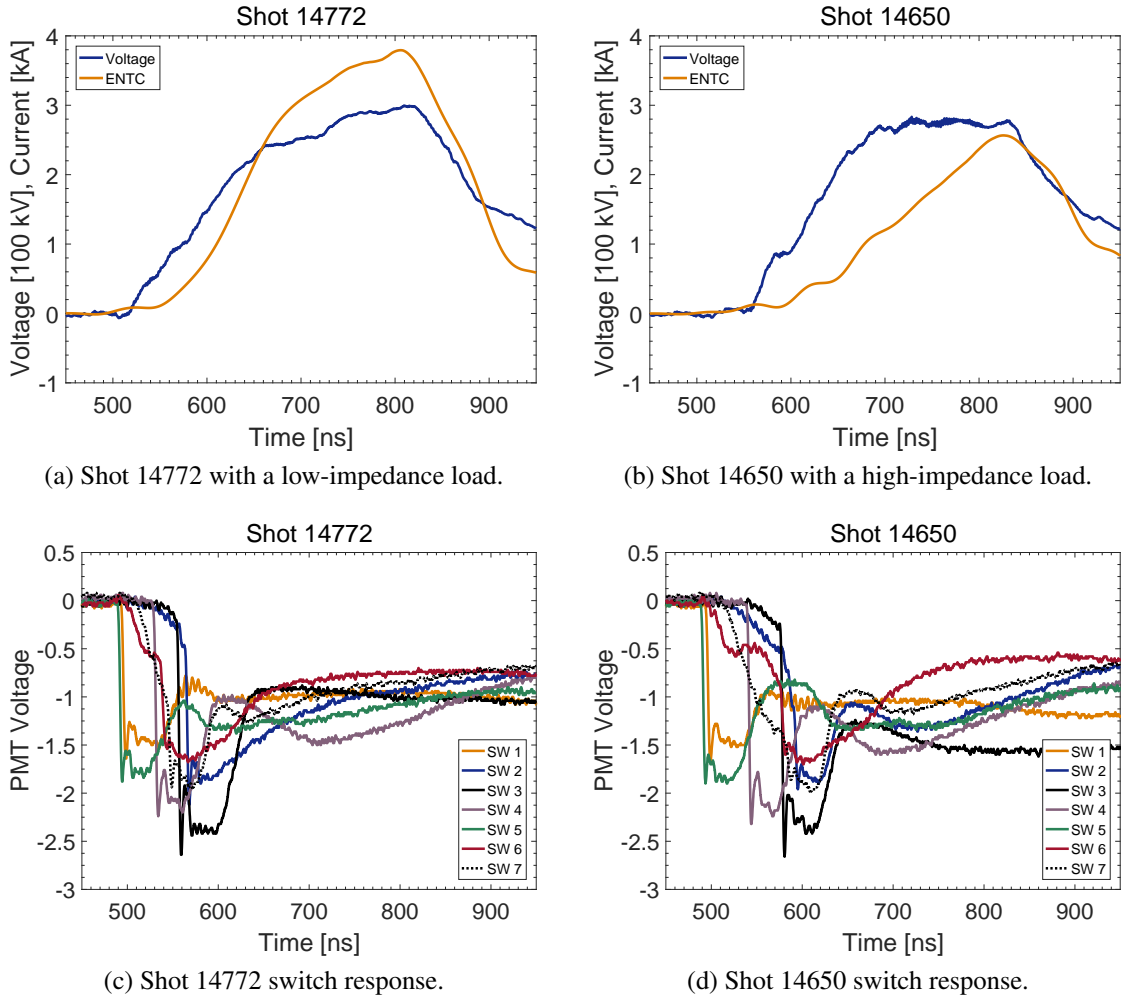 Shot 14772
Voltage [100 kV], Current [kA]
4
3
2
1
0
-1
Voltage
ENTC
500 600 700 800 900
Time [ns]
(a) Shot 14772 with a low-impedance load.
Shot 14650
Voltage [100 kV], Current [kA]
4
3
2
1
0
-1
Voltage
ENTC
500 600 700 800 900
Time [ns]
(b) Shot 14650 with a high-impedance load.
Shot 14772
PMT Voltage
0.5
0
-0.5
-1
-1.5
-2
-2.5
-3
SW 1
SW 2
SW 3
SW 4
SW 5
SW 6
SW 7
500 600 700 800 900
Time [ns]
(c) Shot 14772 switch response.
Shot 14650
PMT Voltage
0.5
0
-0.5
-1
-1.5
-2
-2.5
-3
SW 1
SW 2
SW 3
SW 4
SW 5
SW 6
SW 7
500 600 700 800 900
Time [ns]
(d) Shot 14650 switch response.